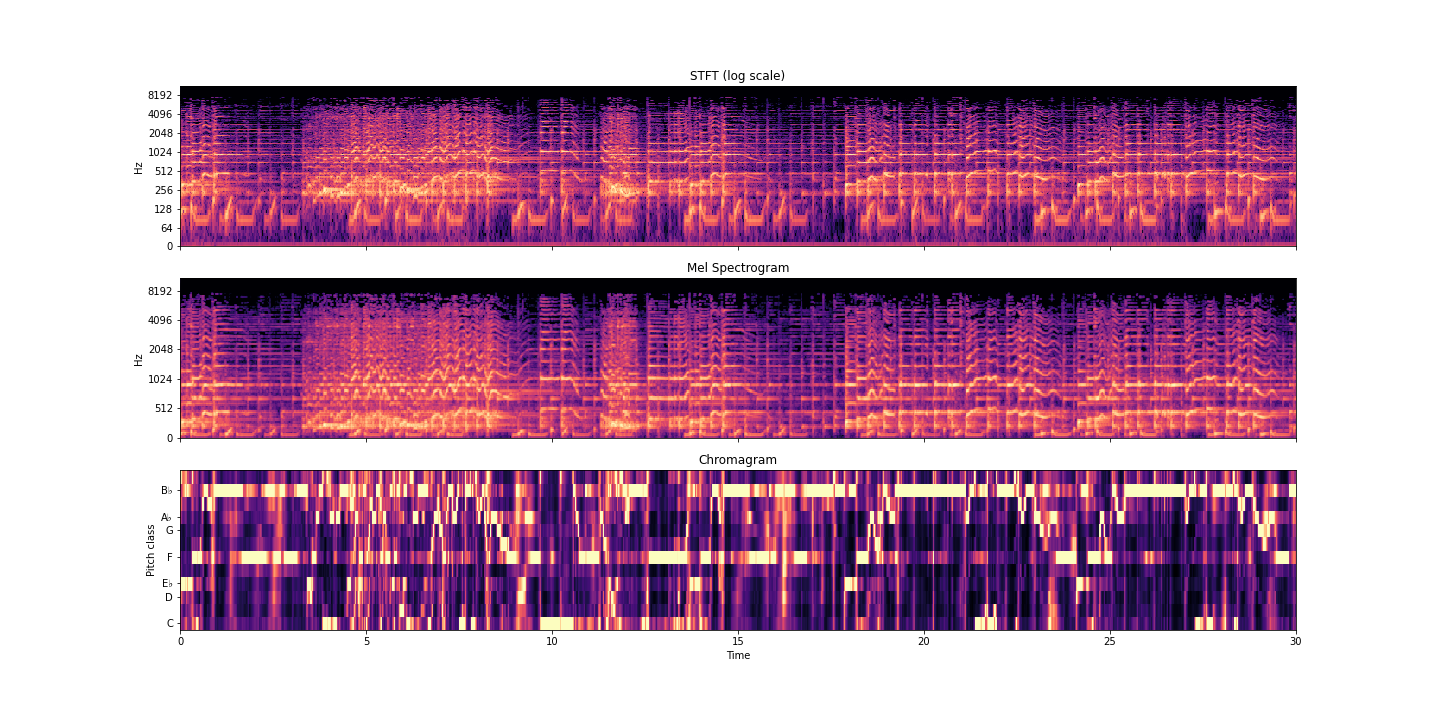 STFT (log scale)
8192
4096
2048
1024
512
256
128
64
0
Hz
Mel Spectrogram
8192
4096
2048
1024
512
0
Hz
Chromagram
B♭
A♭
G
F
E♭
D
C
Pitch class
0 5 10 15 20 25 30
Time